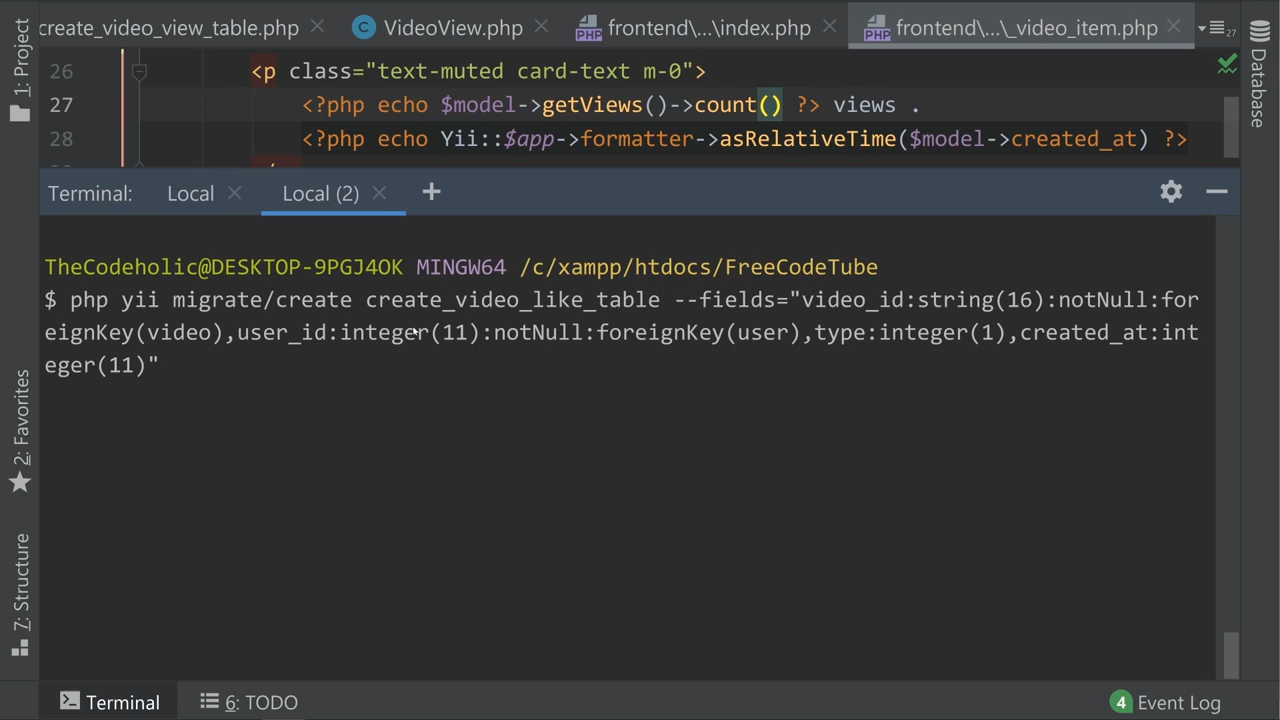 create_video_view_table.php
VideoView.php
frontend\...\index.php
frontend\...\_video_item.php
27
1: Project
2: Favorites
7: Structure
Database
26 <p class="text-muted card-text m-0">
27 <?php echo $model->getViews()->count() ?> views .
28 <?php echo Yii::$app->formatter->asRelativeTime($model->created_at) ?>
Terminal: Local Local (2)
TheCodeholic@DESKTOP-9PGJ4OK MINGW64 /c/xampp/htdocs/FreeCodeTube
$ php yii migrate/create create_video_like_table --fields="video_id:string(16):notNull:for
eignKey(video),user_id:integer(11):notNull:foreignKey(user),type:integer(1),created_at:int
eger(11)"
Terminal
6: TODO
4 Event Log